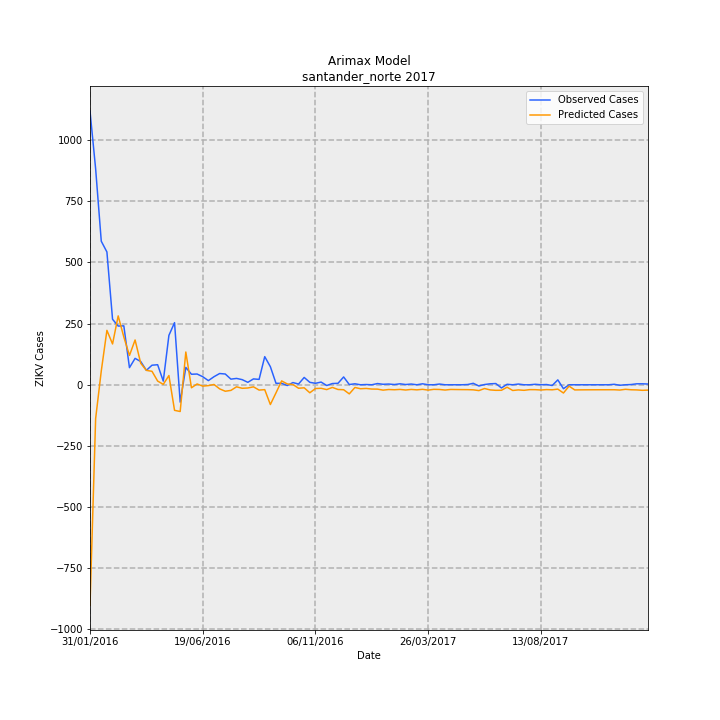 Arimax Model
santander_norte 2017
Observed Cases
Predicted Cases
1000
750
500
250
0
−250
−500
−750
−1000
ZIKV Cases
31/01/2016
19/06/2016
06/11/2016
26/03/2017
13/08/2017
Date